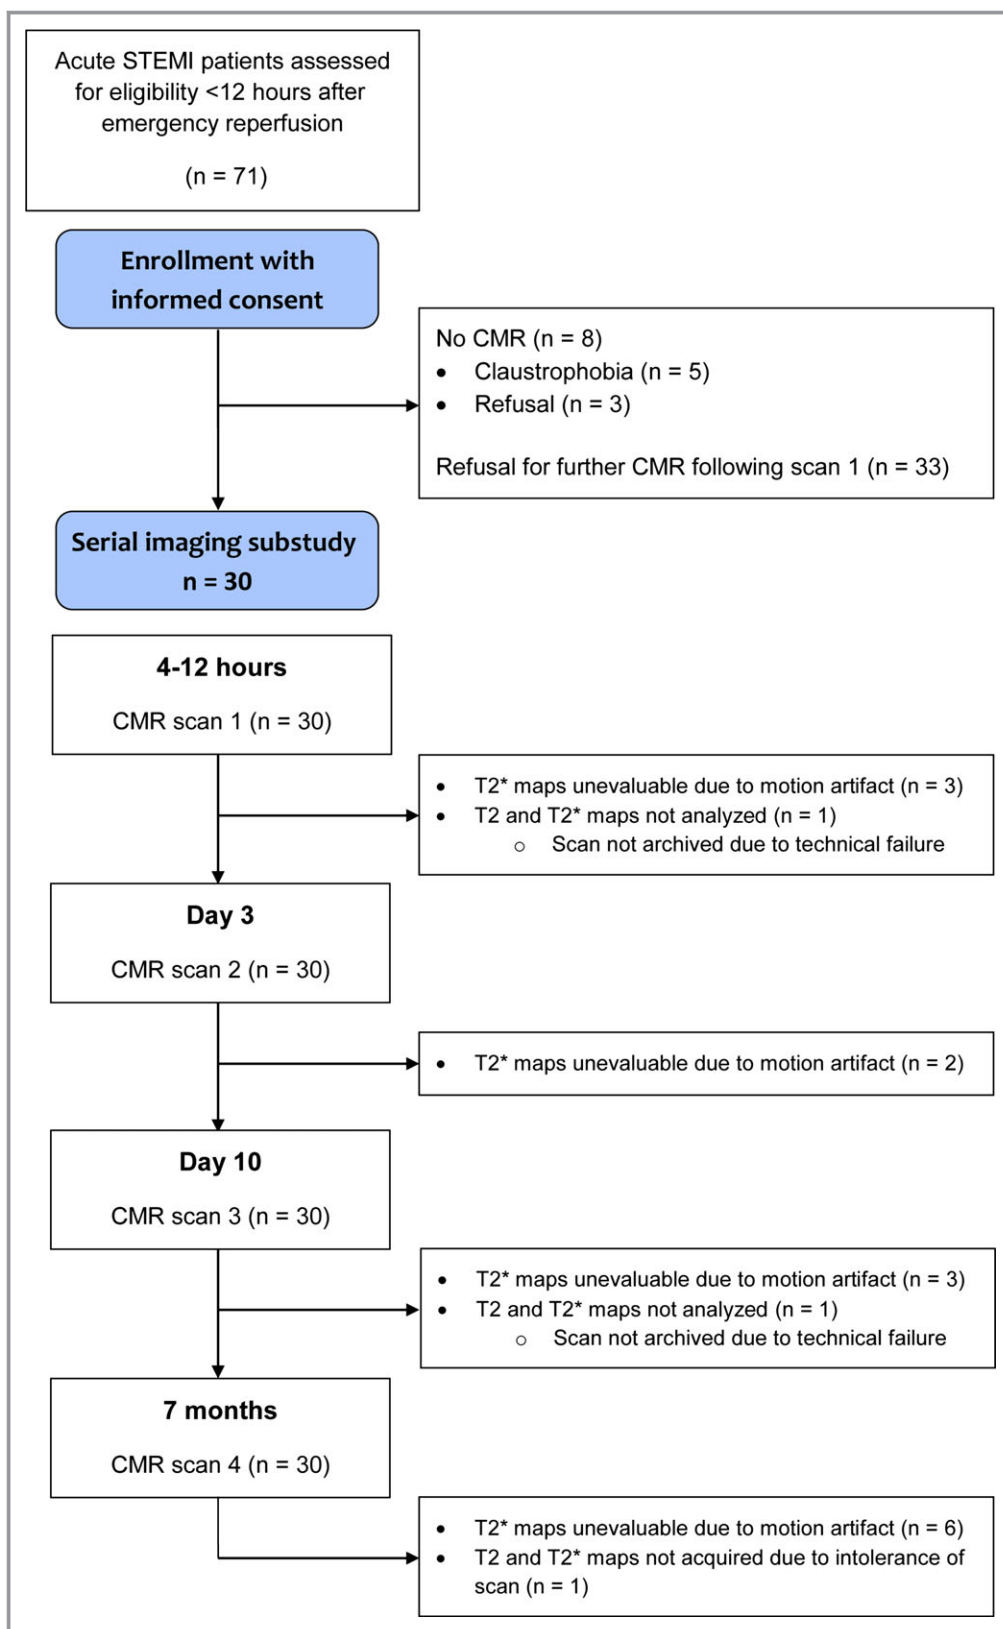 Acute STEMI patients assessed
for eligibility <12 hours after
emergency reperfusion
(n = 71)
Enrollment with
informed consent
No CMR (n = 8)
• Claustrophobia (n = 5)
• Refusal (n = 3)
Refusal for further CMR following scan 1 (n = 33)
Serial imaging substudy
n = 30
4-12 hours
CMR scan 1 (n = 30)
• T2* maps unevaluable due to motion artifact (n = 3)
• T2 and T2* maps not analyzed (n = 1)
o Scan not archived due to technical failure
Day 3
CMR scan 2 (n = 30)
• T2* maps unevaluable due to motion artifact (n = 2)
Day 10
CMR scan 3 (n = 30)
• T2* maps unevaluable due to motion artifact (n = 3)
• T2 and T2* maps not analyzed (n = 1)
o Scan not archived due to technical failure
7 months
CMR scan 4 (n = 30)
• T2* maps unevaluable due to motion artifact (n = 6)
• T2 and T2* maps not acquired due to intolerance of
scan (n = 1)